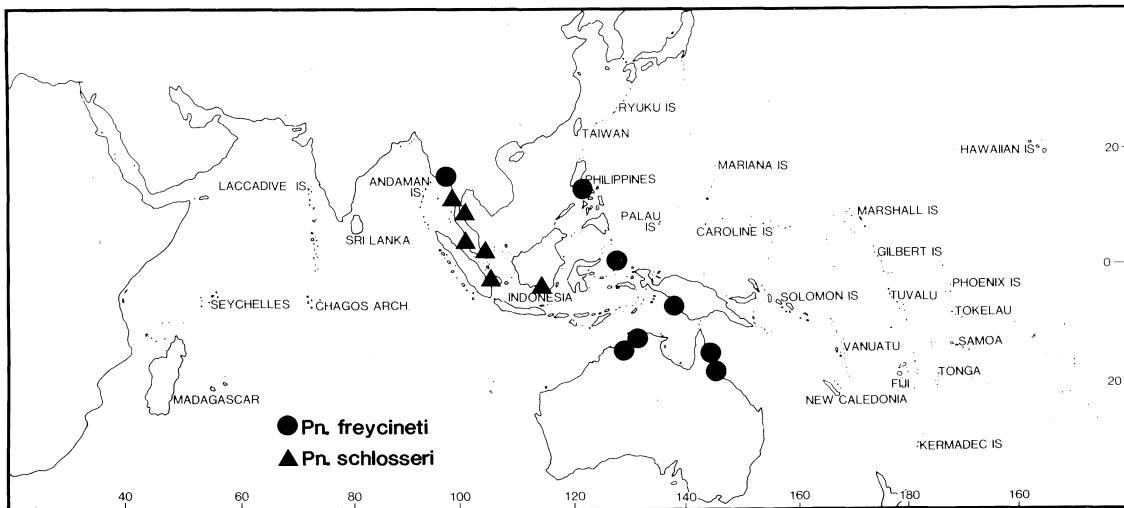 RYUKU IS
TAIWAN
HAWAIIAN IS
20
MARIANA IS
LACCADIVE IS.
ANDAMAN
IS.
PHILIPPINES
PALAU
IS
MARSHALL IS
SRI LANKA
CAROLINE IS
GILBERT IS
0
PHOENIX IS
INDONESIA
SOLOMON IS
TUVALU
SEYCHELLES
CHAGOS ARCH.
TOKELAU
VANUATU
SAMOA
FIJI
TONGA
20
MADAGASCAR
NEW CALEDONIA
Pn. freycineti
KERMADEC IS
Pn. schlosseri
40
60
80
100
120
140
160
180
160